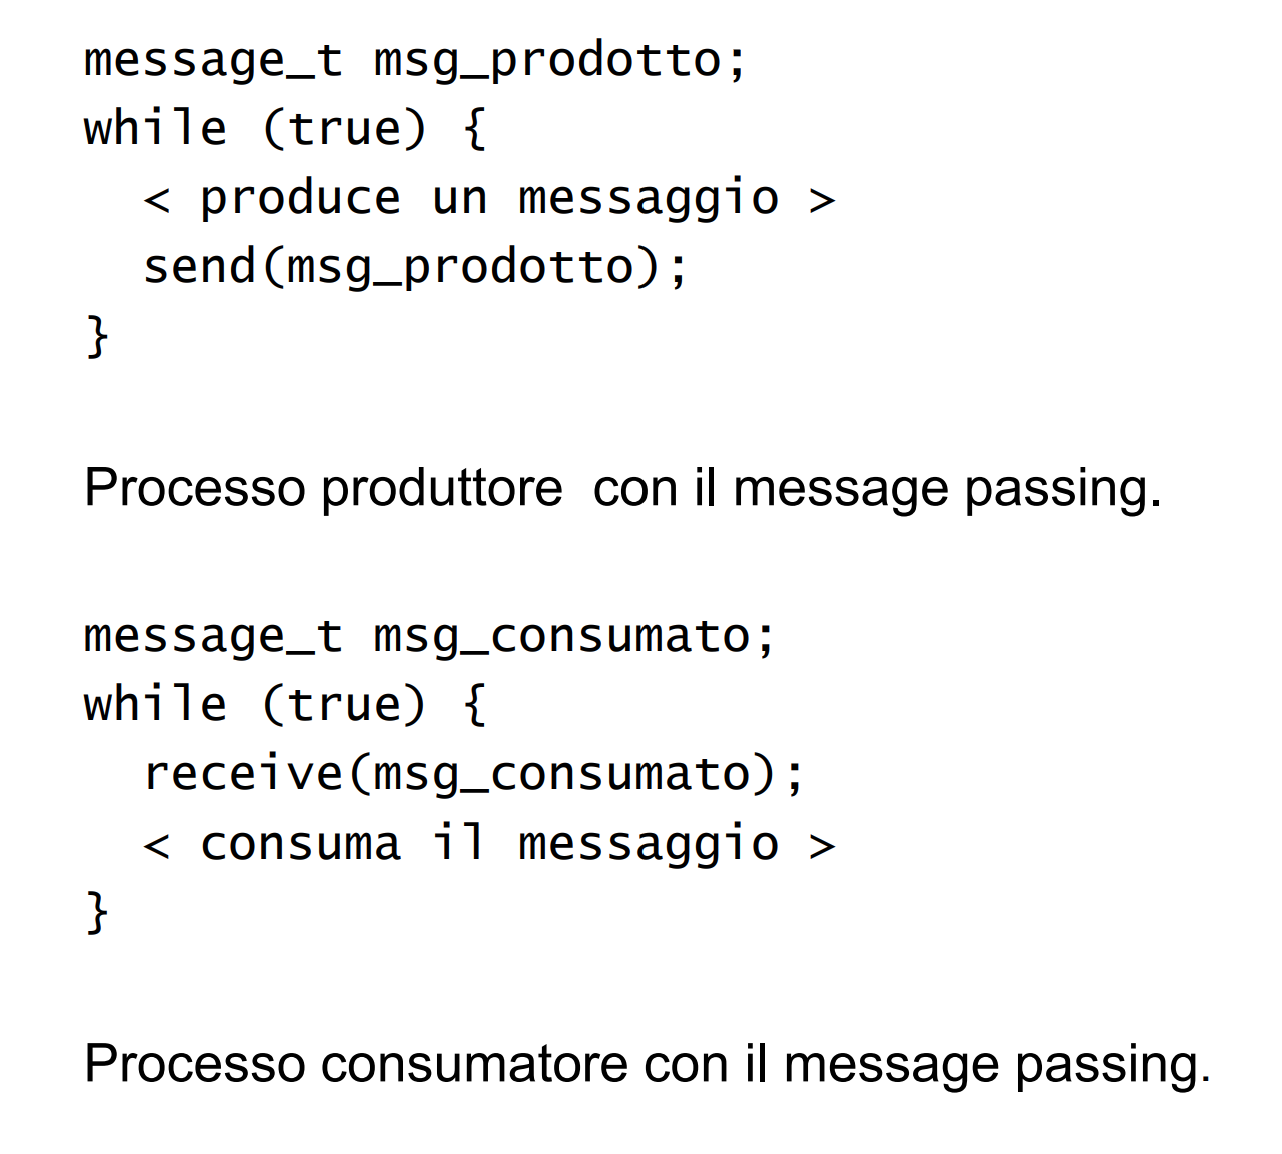 message_t msg_prodotto;
while (true) {
< produce un messaggio >
send(msg_prodotto);
}
Processo produttore con il message passing.
message_t msg_consumato;
while (true) {
receive(msg_consumato);
< consuma il messaggio >
}
Processo consumatore con il message passing.